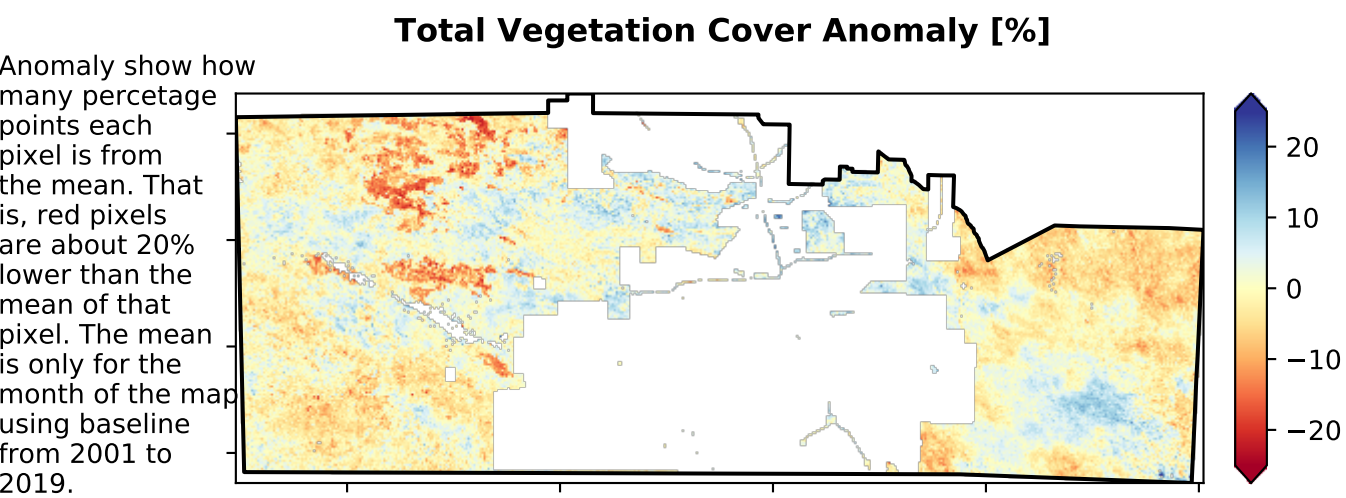 Total Vegetation Cover Anomaly [%]
Anomaly show how
many percetage
points each
pixel is from
the mean. That
is, red pixels
are about 20%
lower than the
mean of that
pixel. The mean
is only for the
month of the map
using baseline
from 2001 to
2019.
20
10
0
−10
−20